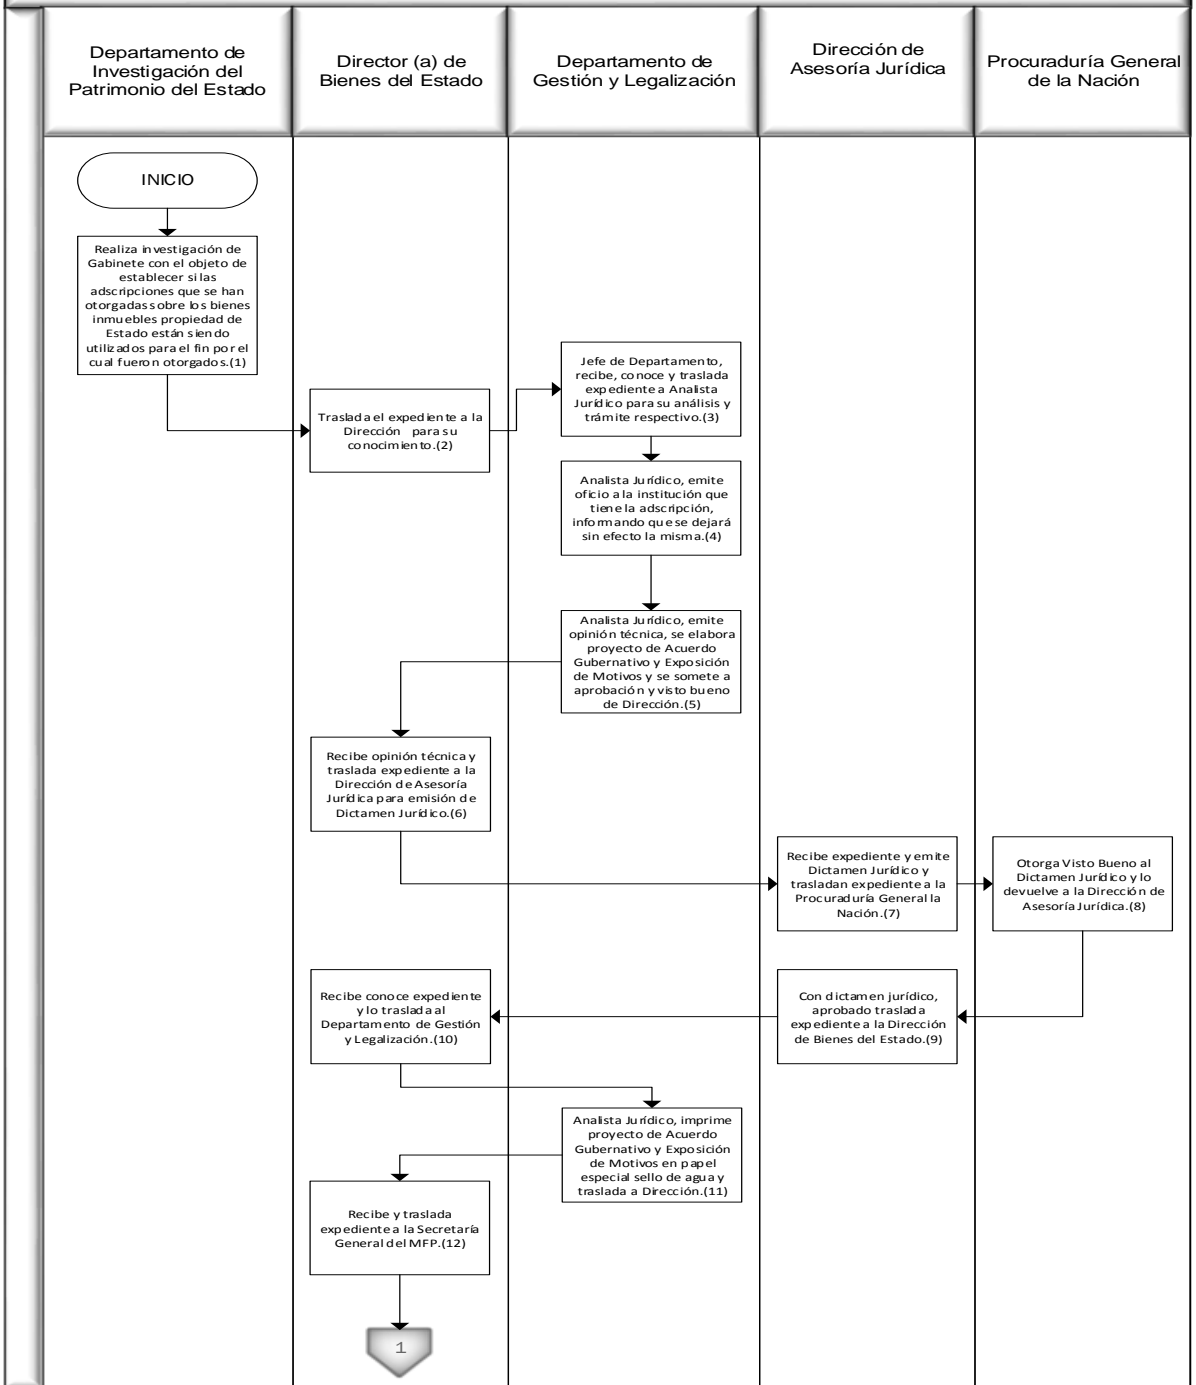 Departamento de
Investigación del
Patrimonio del Estado
Director (a) de
Bienes del Estado
Departamento de
Gestión y Legalización
Dirección de
Asesoría Jurídica
Procuraduría General
de la Nación
INICIO
Realiza investigación de
Gabinete con el objeto de
establecer si las
adscripciones que se han
otorgadas sobre los bienes
inmuebles propiedad de
Estado están siendo
utilizados para el fin por el
cual fueron otorgados.(1)
Traslada el expediente a la
Dirección para su
conocimiento.(2)
Jefe de Departamento,
recibe, conoce y traslada
expediente a Analista
Jurídico para su análisis y
trámite respectivo.(3)
Analista Jurídico, emite
oficio a la institución que
tiene la adscripción,
informando que se dejará
sin efecto la misma.(4)
Analista Jurídico, emite
opinión técnica, se elabora
proyecto de Acuerdo
Gubernativo y Exposición
de Motivos y se somete a
aprobación y visto bueno
de Dirección.(5)
Recibe opinión técnica y
traslada expediente a la
Dirección de Asesoría
Jurídica para emisión de
Dictamen Jurídico.(6)
Recibe expediente y emite
Dictamen Jurídico y
trasladan expediente a la
Procuraduría General la
Nación.(7)
Otorga Visto Bueno al
Dictamen Jurídico y lo
devuelve a la Dirección de
Asesoría Jurídica.(8)
Con dictamen jurídico,
aprobado traslada
expediente a la Dirección
de Bienes del Estado.(9)
Recibe conoce expediente
y lo traslada al
Departamento de Gestión
y Legalización.(10)
Analista Jurídico, imprime
proyecto de Acuerdo
Gubernativo y Exposición
de Motivos en papel
especial sello de agua y
traslada a Dirección.(11)
Recibe y traslada
expediente a la Secretaría
General del MFP.(12)
1